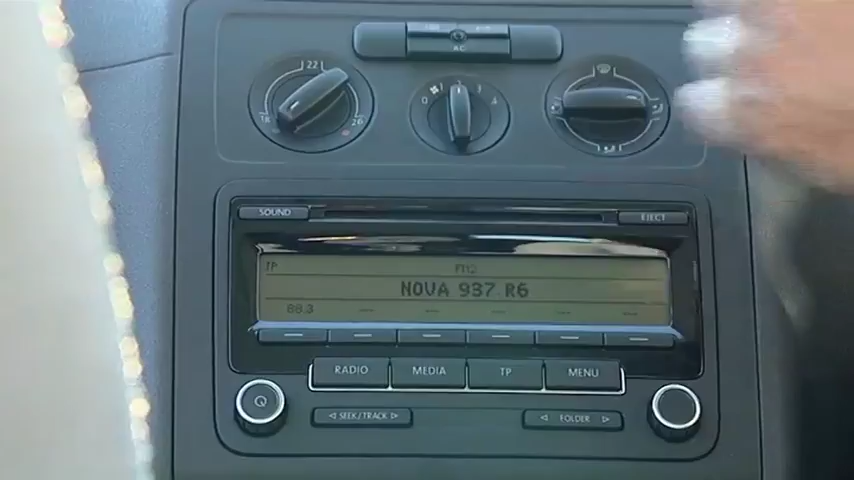 22
AC
18 26
0 1 2 3 4
SOUND EJECT
TP FM2
NOVA 937 R6
88.3
RADIO MEDIA TP MENU
SEEK/TRACK FOLDER